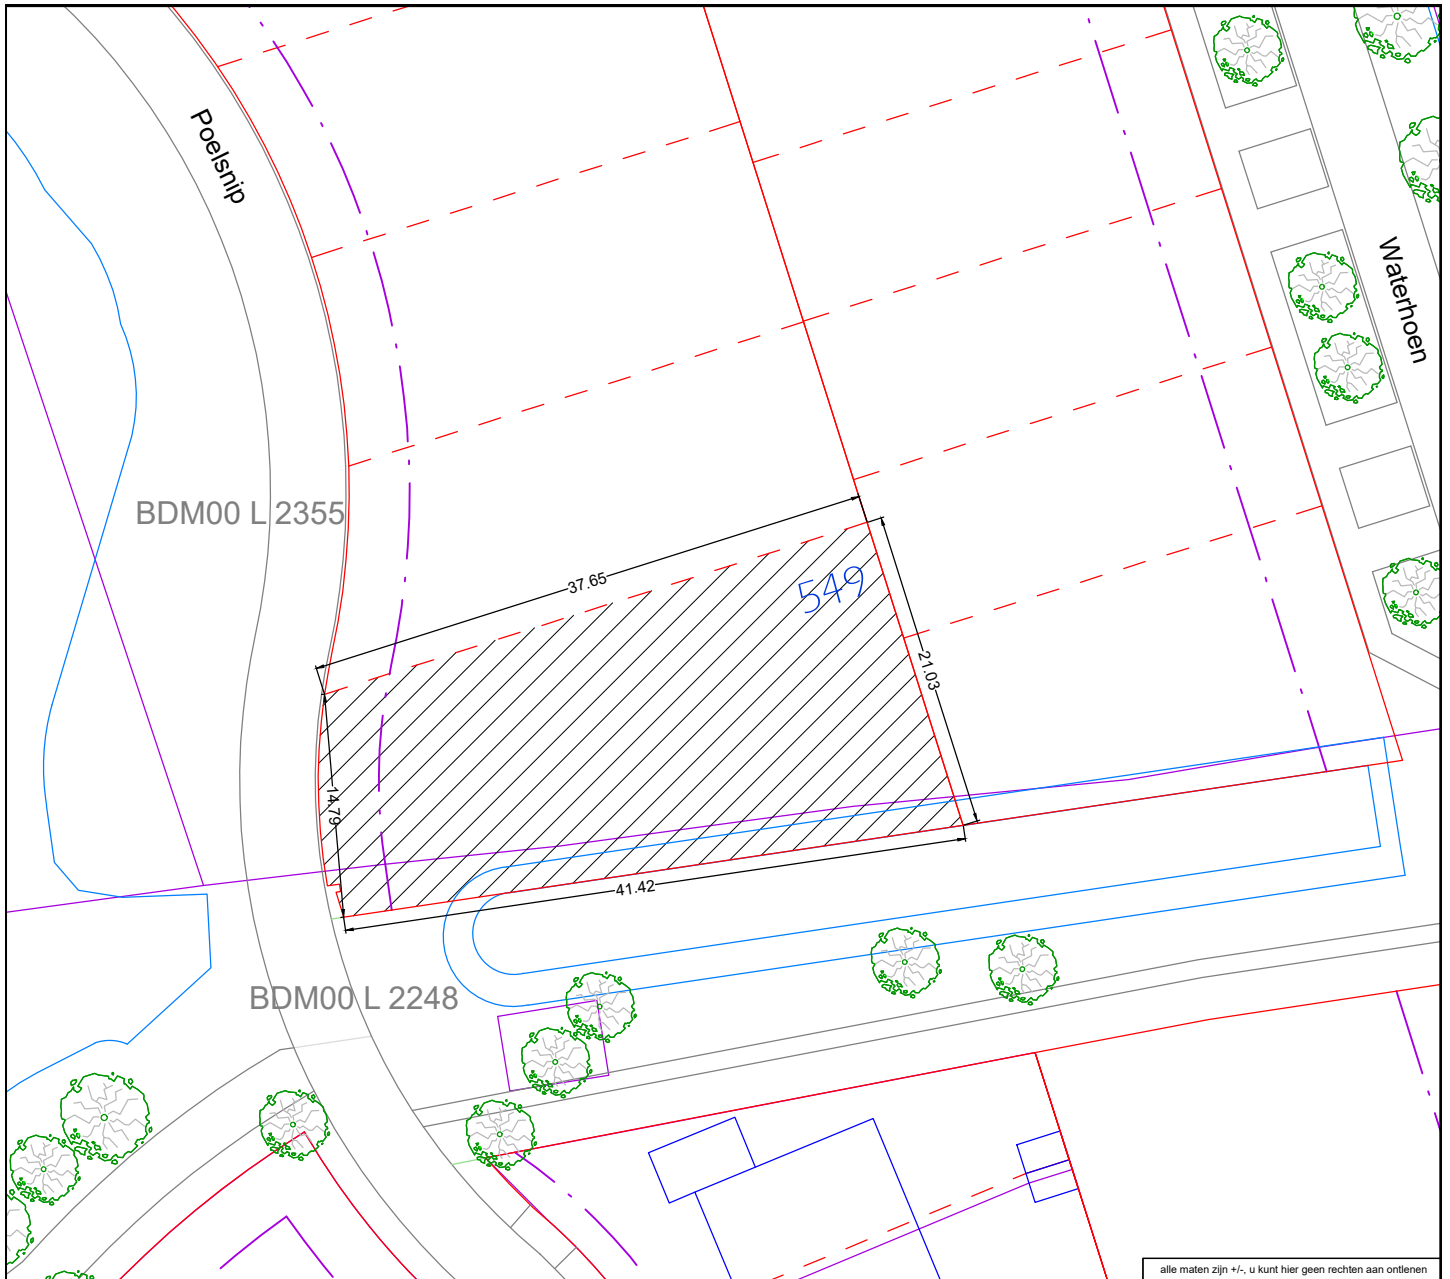 Poelsnip
Waterhoen
BDM00 L 2355
37.65
549
21.03
14.79
41.42
BDM00 L 2248
alle maten zijn +/-, u kunt hier geen rechten aan ontlenen